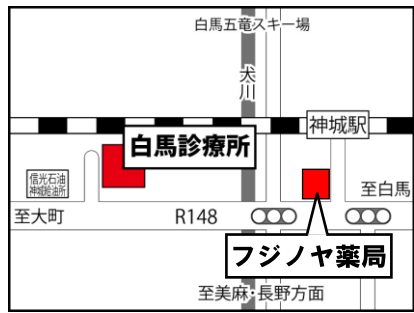 白馬五竜スキー場
犬川
神城駅
白馬診療所
信光石油
神城給油所
至白馬
至大町
R148
フジノヤ薬局
至美麻・長野方面